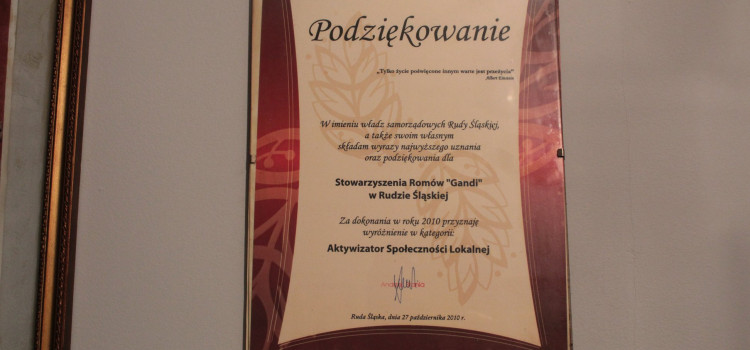 Podziękowanie
„Tylko życie poświęcone innym warte jest przeżycia"
Albert Einstein
W imieniu władz samorządowych Rudy Śląskiej,
a także swoim własnym
składam wyrazy najwyższego uznania
oraz podziękowania dla
Stowarzyszenia Romów "Gandi"
w Rudzie Śląskiej
Za dokonania w roku 2010 przyznaję
wyróżnienie w kategorii:
Aktywizator Społeczności Lokalnej
Ruda Śląska, dnia 27 października 2010 r.